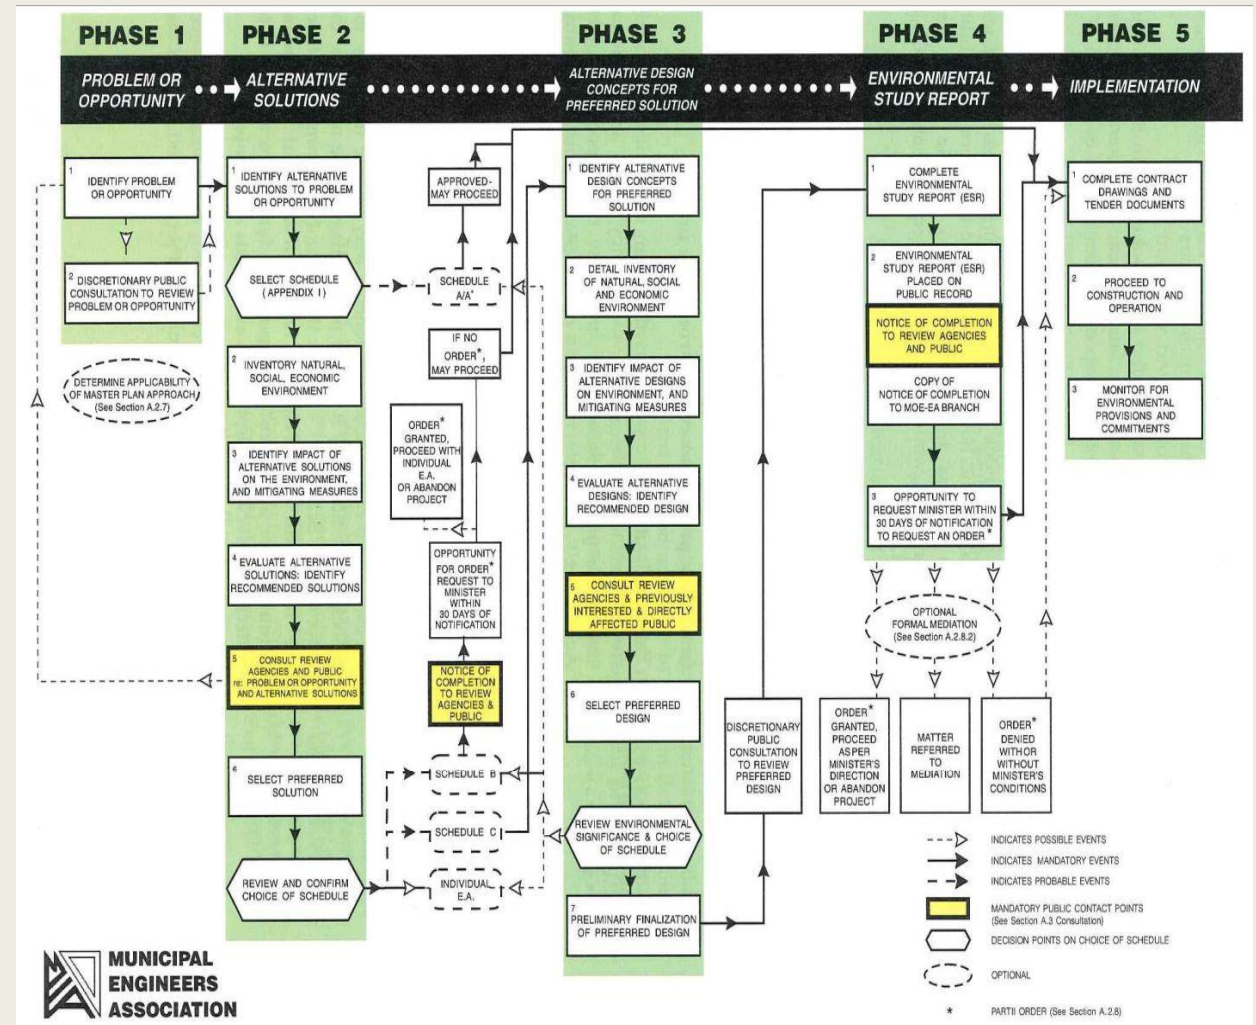 PHASE 1
PROBLEM OR
OPPORTUNITY
1
IDENTIFY PROBLEM
OR OPPORTUNITY
2
DISCRETIONARY PUBLIC
CONSULTATION TO REVIEW
PROBLEM OR OPPORTUNITY
DETERMINE APPLICABILITY
OF MASTER PLAN APPROACH
(See Section A.2.7)
PHASE 2
ALTERNATIVE
SOLUTIONS
1
IDENTIFY ALTERNATIVE
SOLUTIONS TO PROBLEM
OR OPPORTUNITY
SELECT SCHEDULE
(APPENDIX I)
2
INVENTORY NATURAL,
SOCIAL, ECONOMIC
ENVIRONMENT
3
IDENTIFY IMPACT OF
ALTERNATIVE SOLUTIONS
ON THE ENVIRONMENT,
AND MITIGATING MEASURES
4
EVALUATE ALTERNATIVE
SOLUTIONS: IDENTIFY
RECOMMENDED SOLUTIONS
5
CONSULT REVIEW
AGENCIES AND PUBLIC
re: PROBLEM OR OPPORTUNITY
AND ALTERNATIVE SOLUTIONS
6
SELECT PREFERRED
SOLUTION
REVIEW AND CONFIRM
CHOICE OF SCHEDULE
APPROVED-
MAY PROCEED
SCHEDULE
A/A+
IF NO
ORDER*,
MAY PROCEED
ORDER*
GRANTED,
PROCEED WITH
INDIVIDUAL
E.A.
OR ABANDON
PROJECT
OPPORTUNITY
FOR ORDER*
REQUEST TO
MINISTER
WITHIN
30 DAYS OF
NOTIFICATION
NOTICE OF
COMPLETION
TO REVIEW
AGENCIES &
PUBLIC
SCHEDULE B
SCHEDULE C
INDIVIDUAL
E.A.
PHASE 3
ALTERNATIVE DESIGN
CONCEPTS FOR
PREFERRED SOLUTION
1
IDENTIFY ALTERNATIVE
DESIGN CONCEPTS
FOR PREFERRED
SOLUTION
2
DETAIL INVENTORY
OF NATURAL, SOCIAL
AND ECONOMIC
ENVIRONMENT
3
IDENTIFY IMPACT OF
ALTERNATIVE DESIGNS
ON ENVIRONMENT, AND
MITIGATING MEASURES
4
EVALUATE ALTERNATIVE
DESIGNS: IDENTIFY
RECOMMENDED DESIGN
5
CONSULT REVIEW
AGENCIES & PREVIOUSLY
INTERESTED & DIRECTLY
AFFECTED PUBLIC
6
SELECT PREFERRED
DESIGN
REVIEW ENVIRONMENTAL
SIGNIFICANCE & CHOICE
OF SCHEDULE
7
PRELIMINARY FINALIZATION
OF PREFERRED DESIGN
DISCRETIONARY
PUBLIC
CONSULTATION
TO REVIEW
PREFERRED
DESIGN
PHASE 4
ENVIRONMENTAL
STUDY REPORT
1
COMPLETE
ENVIRONMENTAL
STUDY REPORT (ESR)
2
ENVIRONMENTAL
STUDY REPORT (ESR)
PLACED ON
PUBLIC RECORD
NOTICE OF COMPLETION
TO REVIEW AGENCIES
AND PUBLIC
COPY OF
NOTICE OF COMPLETION
TO MOE-EA BRANCH
3
OPPORTUNITY TO
REQUEST MINISTER WITHIN
30 DAYS OF NOTIFICATION
TO REQUEST AN ORDER*
OPTIONAL
FORMAL MEDIATION
(See Section A.2.8.2)
ORDER*
GRANTED,
PROCEED
AS PER
MINISTER'S
DIRECTION
OR ABANDON
PROJECT
MATTER
REFERRED
TO
MEDIATION
ORDER*
DENIED
WITH OR
WITHOUT
MINISTER'S
CONDITIONS
PHASE 5
IMPLEMENTATION
1
COMPLETE CONTRACT
DRAWINGS AND
TENDER DOCUMENTS
2
PROCEED TO
CONSTRUCTION AND
OPERATION
3
MONITOR FOR
ENVIRONMENTAL
PROVISIONS AND
COMMITMENTS
INDICATES POSSIBLE EVENTS
INDICATES MANDATORY EVENTS
INDICATES PROBABLE EVENTS
MANDATORY PUBLIC CONTACT POINTS
(See Section A.3 Consultation)
DECISION POINTS ON CHOICE OF SCHEDULE
OPTIONAL
* PART II ORDER (See Section A.2.8)
MUNICIPAL
ENGINEERS
ASSOCIATION